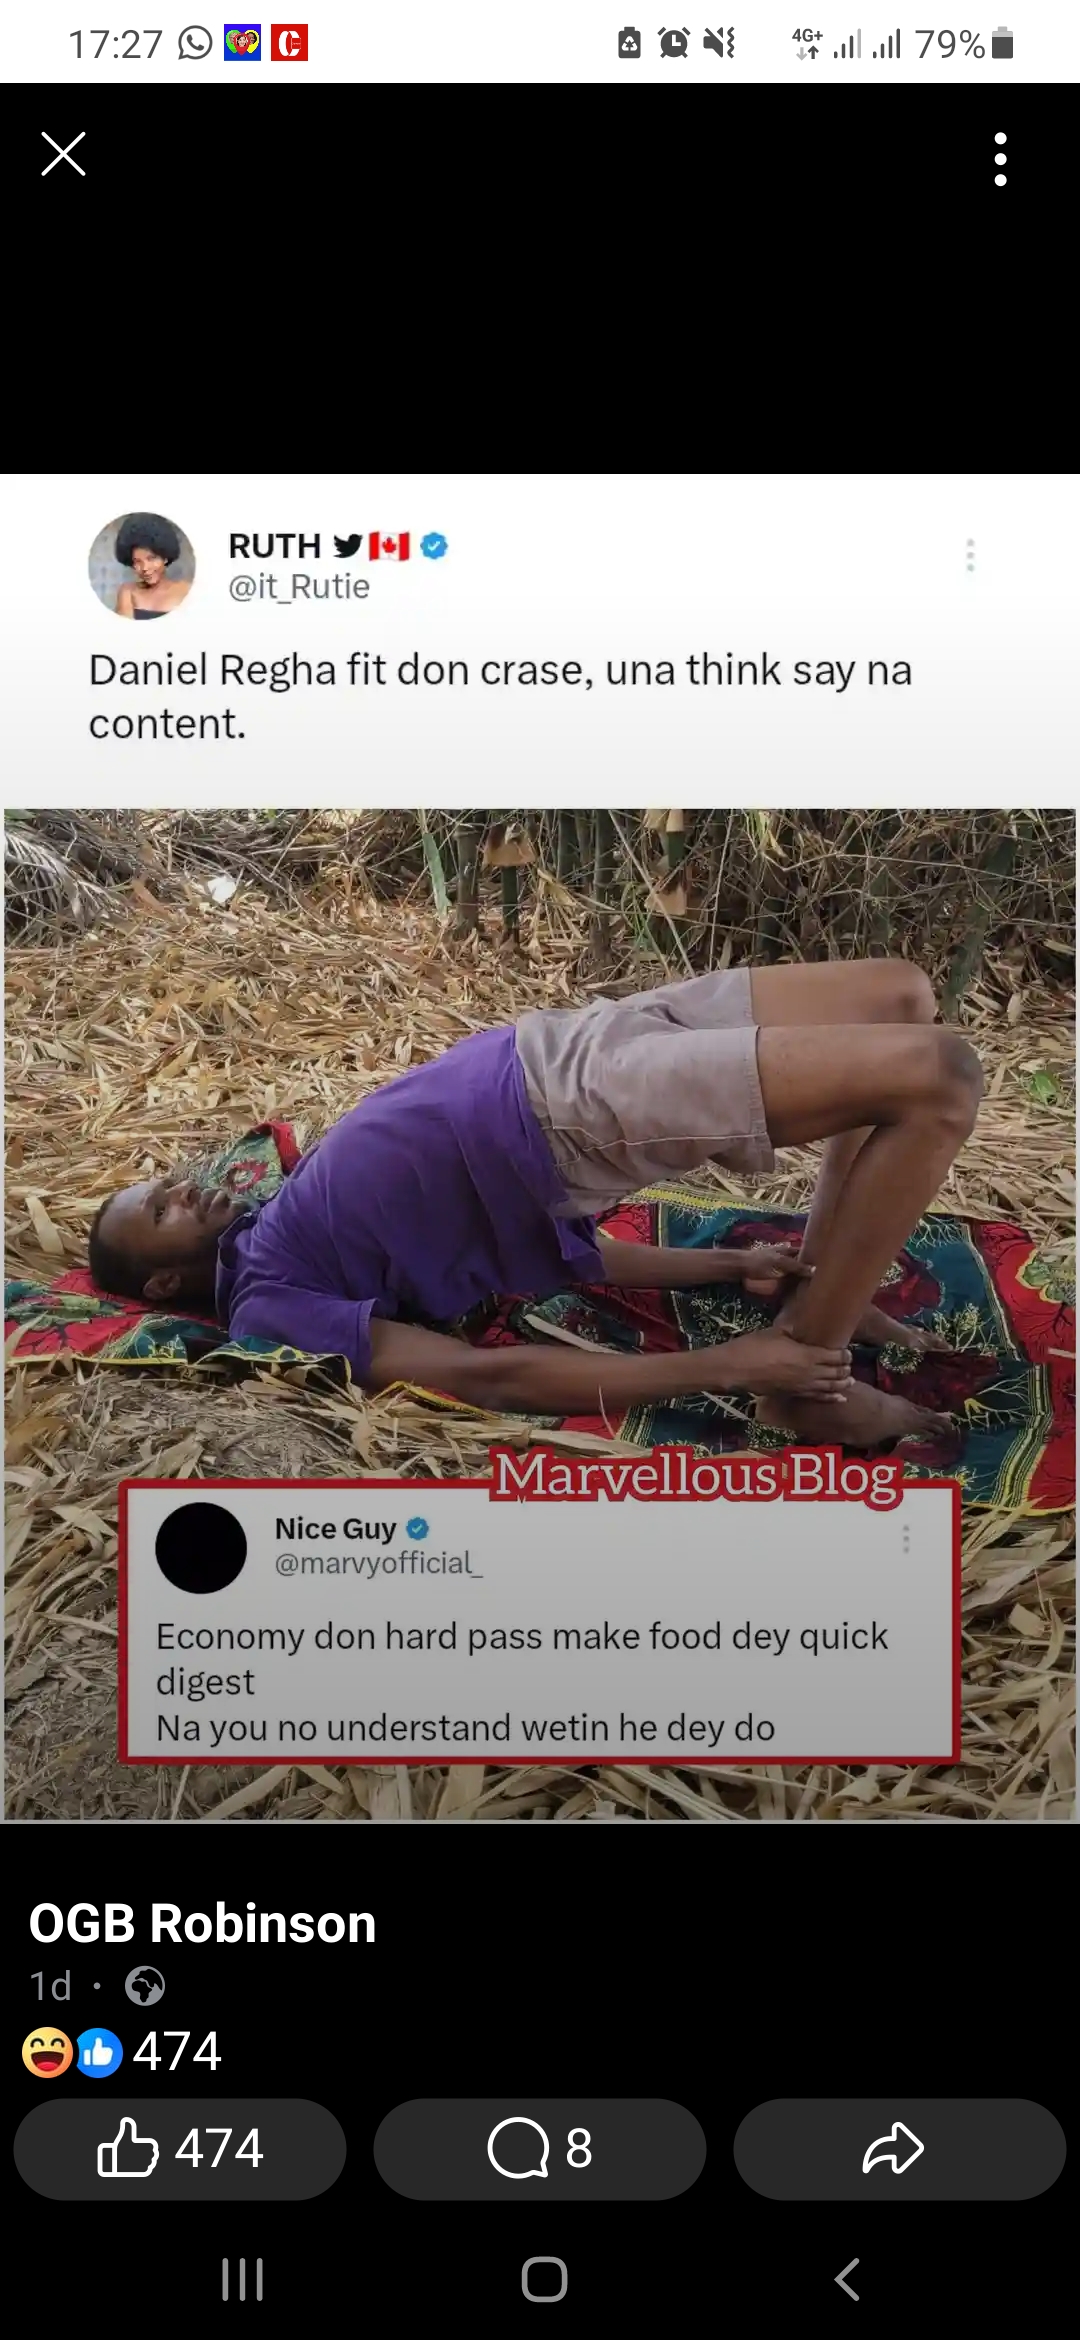 17:27
4G+
79%
RUTH
@it_Rutie
Daniel Regha fit don crase, una think say na
content.
Marvellous Blog
Nice Guy
@marvyofficial_
Economy don hard pass make food dey quick
digest
Na you no understand wetin he dey do
OGB Robinson
1d ·
474
474
8